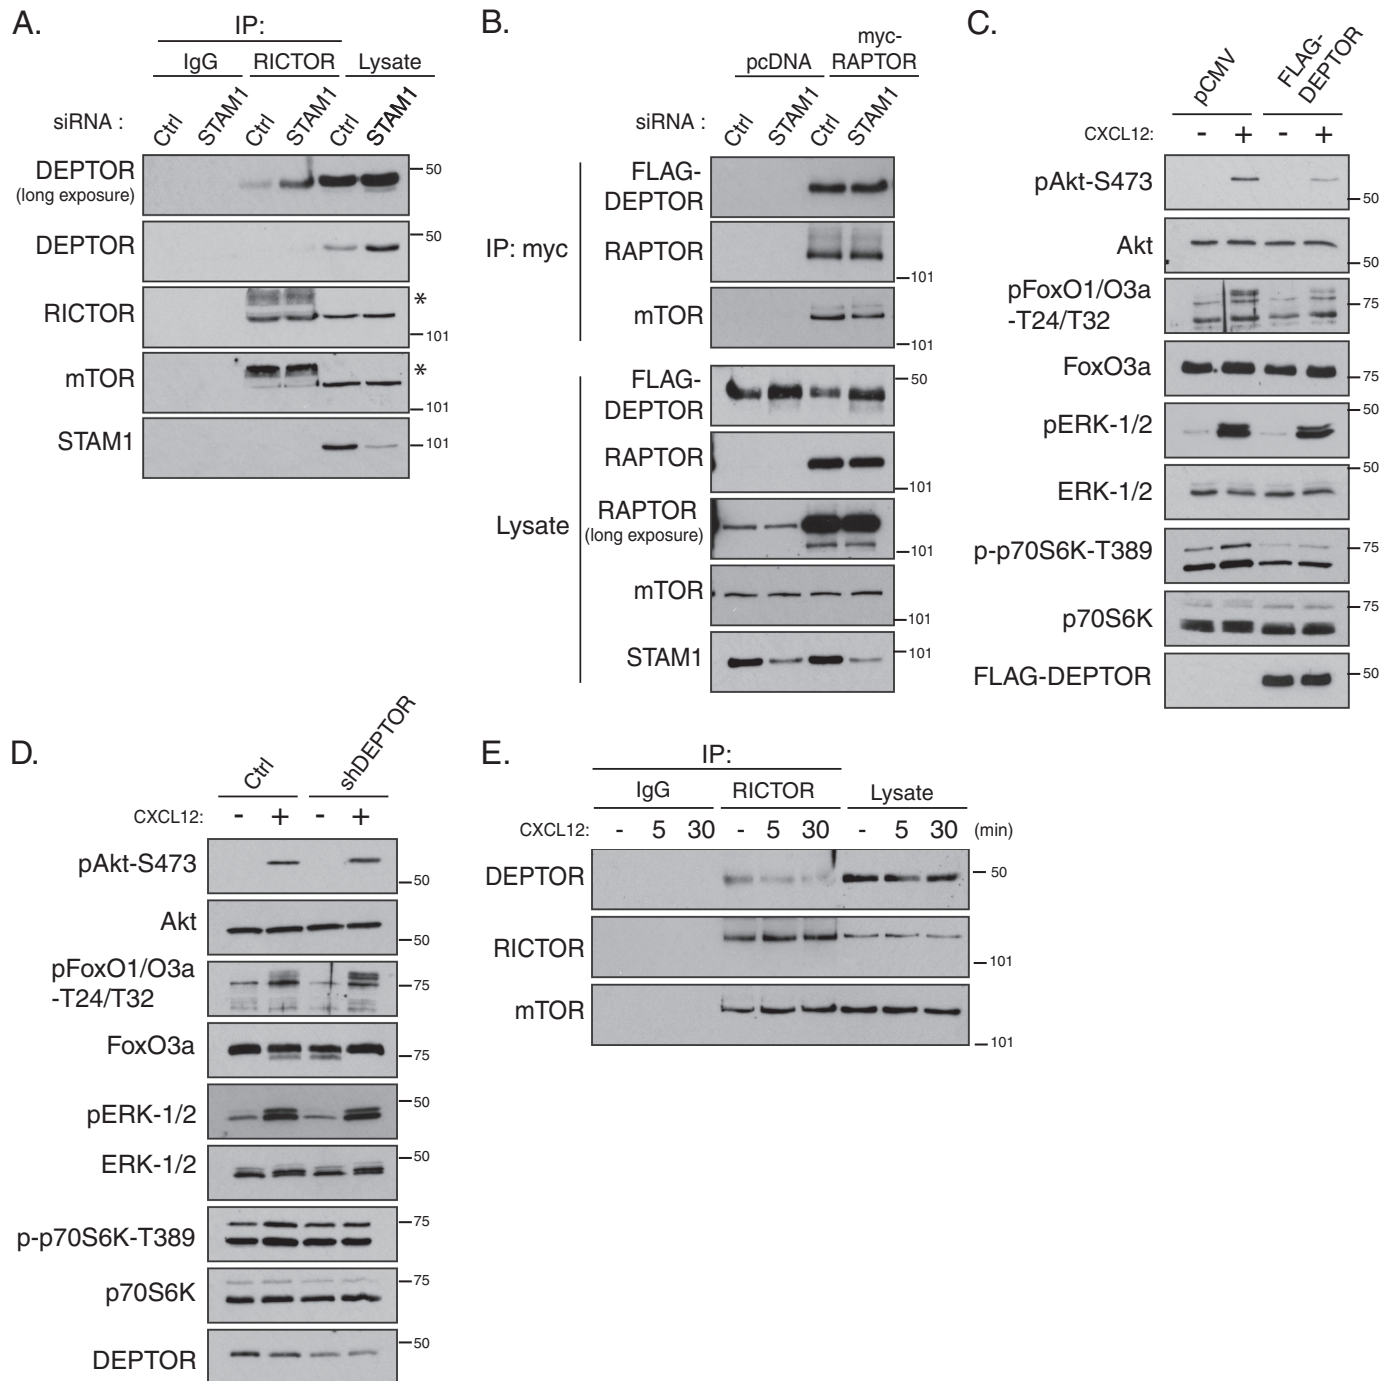 A.
IP:
IgG RICTOR Lysate
siRNA : Ctrl STAM1 Ctrl STAM1 Ctrl STAM1
DEPTOR
(long exposure)
50
DEPTOR
50
RICTOR
*
101
mTOR
*
101
STAM1
101
B.
pcDNA myc-
RAPTOR
siRNA : Ctrl STAM1 Ctrl STAM1
IP: myc
FLAG-
DEPTOR
RAPTOR
101
mTOR
101
Lysate
FLAG-
DEPTOR
50
RAPTOR
101
RAPTOR
(long exposure)
101
mTOR
101
STAM1
101
C.
pCMV FLAG-
DEPTOR
CXCL12: - + - +
pAkt-S473
50
Akt
50
pFoxO1/O3a
-T24/T32
75
FoxO3a
75
pERK-1/2
50
ERK-1/2
50
p-p70S6K-T389
75
p70S6K
75
FLAG-DEPTOR
50
D.
Ctrl shDEPTOR
CXCL12: - + - +
pAkt-S473
50
Akt
50
pFoxO1/O3a
-T24/T32
75
FoxO3a
75
pERK-1/2
50
ERK-1/2
50
p-p70S6K-T389
75
p70S6K
75
DEPTOR
50
E.
IP:
IgG RICTOR Lysate
CXCL12: - 5 30 - 5 30 - 5 30 (min)
DEPTOR
50
RICTOR
101
mTOR
101